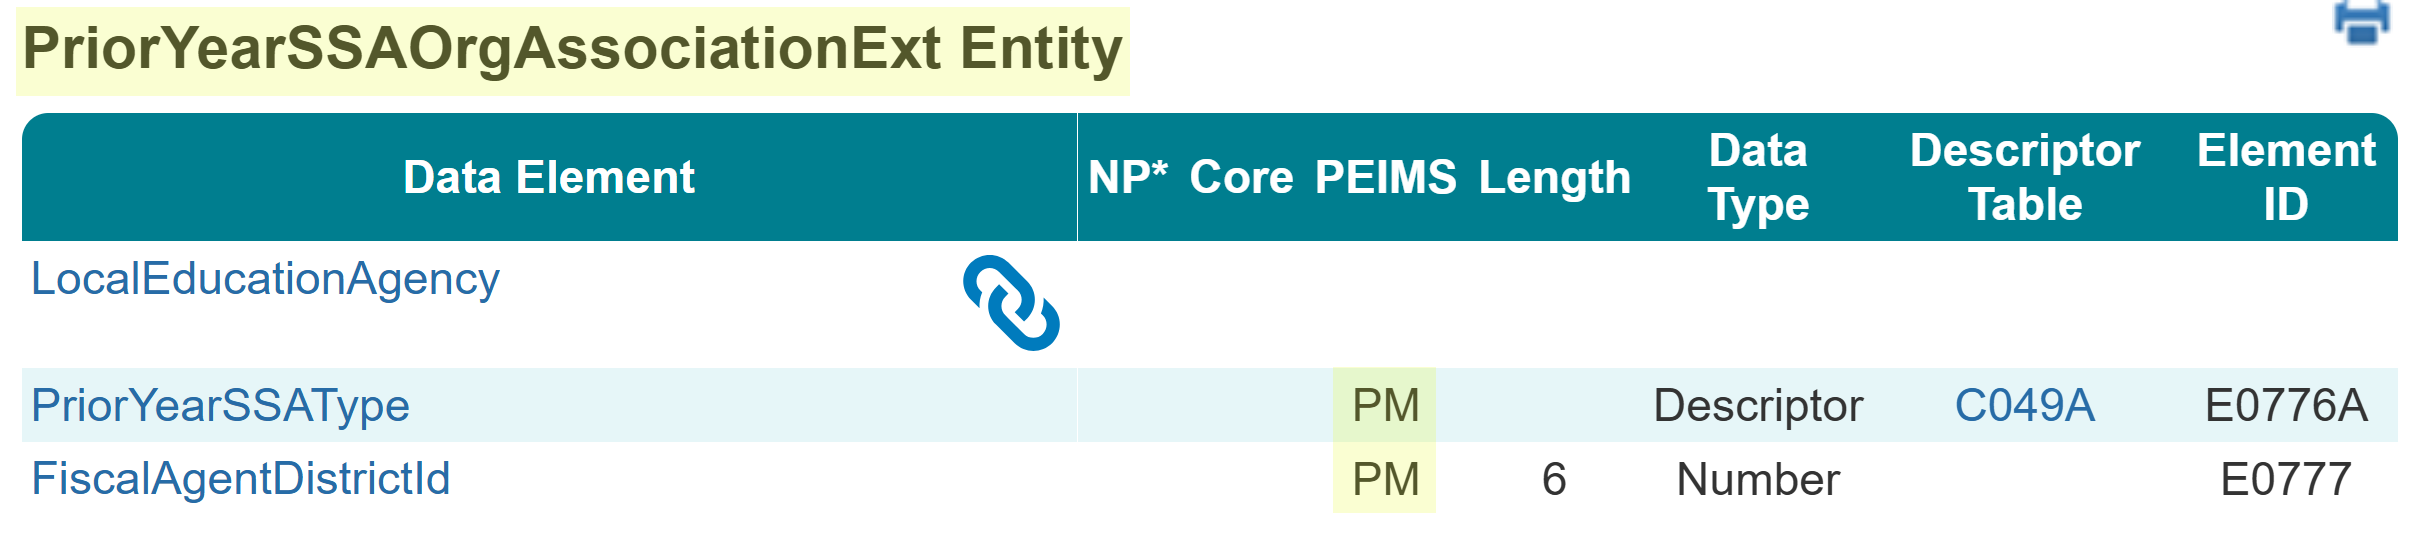 PriorYearSSAOrgAssociationExt Entity
Data Element NP* Core PEIMS Length Data Type Descriptor Table Element ID
LocalEducationAgency
PriorYearSSAType PM Descriptor C049A E0776A
FiscalAgentDistrictId PM 6 Number E0777